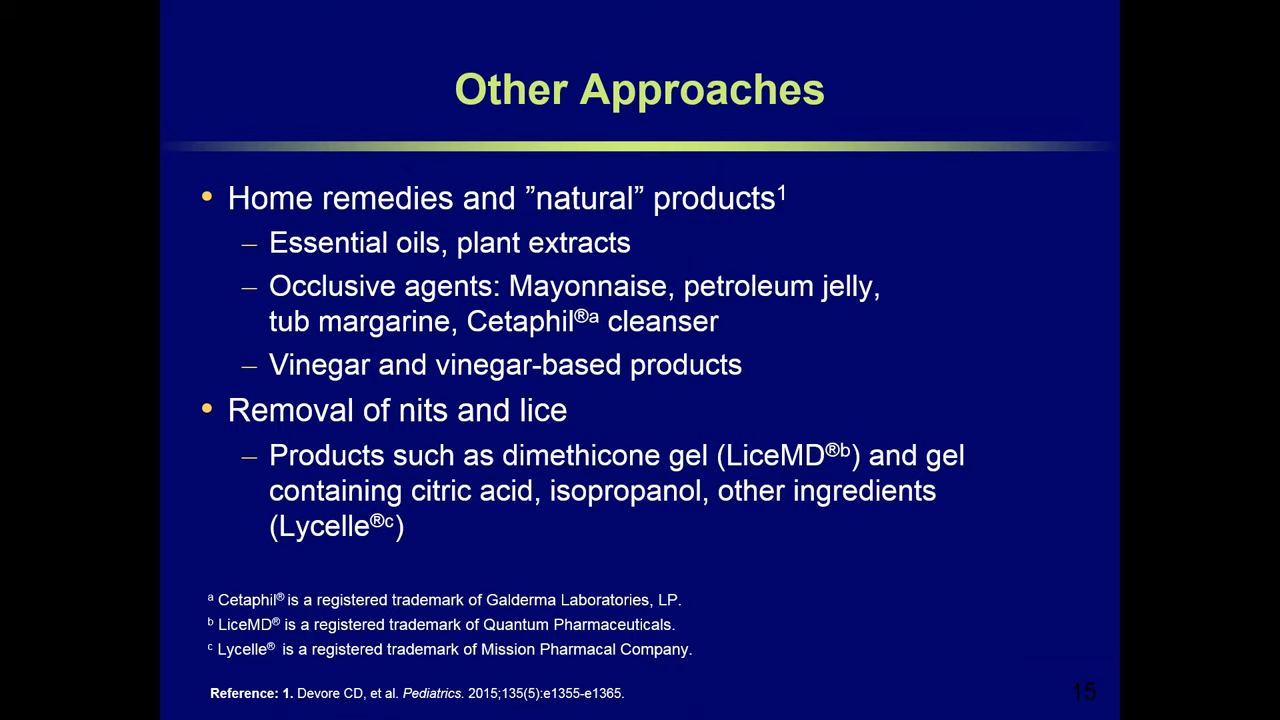 Other Approaches
• Home remedies and ”natural” products¹
– Essential oils, plant extracts
– Occlusive agents: Mayonnaise, petroleum jelly,
tub margarine, Cetaphil®ᵃ cleanser
– Vinegar and vinegar-based products
• Removal of nits and lice
– Products such as dimethicone gel (LiceMD®ᵇ) and gel
containing citric acid, isopropanol, other ingredients
(Lycelle®ᶜ)
ᵃ Cetaphil® is a registered trademark of Galderma Laboratories, LP.
ᵇ LiceMD® is a registered trademark of Quantum Pharmaceuticals.
ᶜ Lycelle® is a registered trademark of Mission Pharmacal Company.
Reference: 1. Devore CD, et al. Pediatrics. 2015;135(5):e1355-e1365.
15